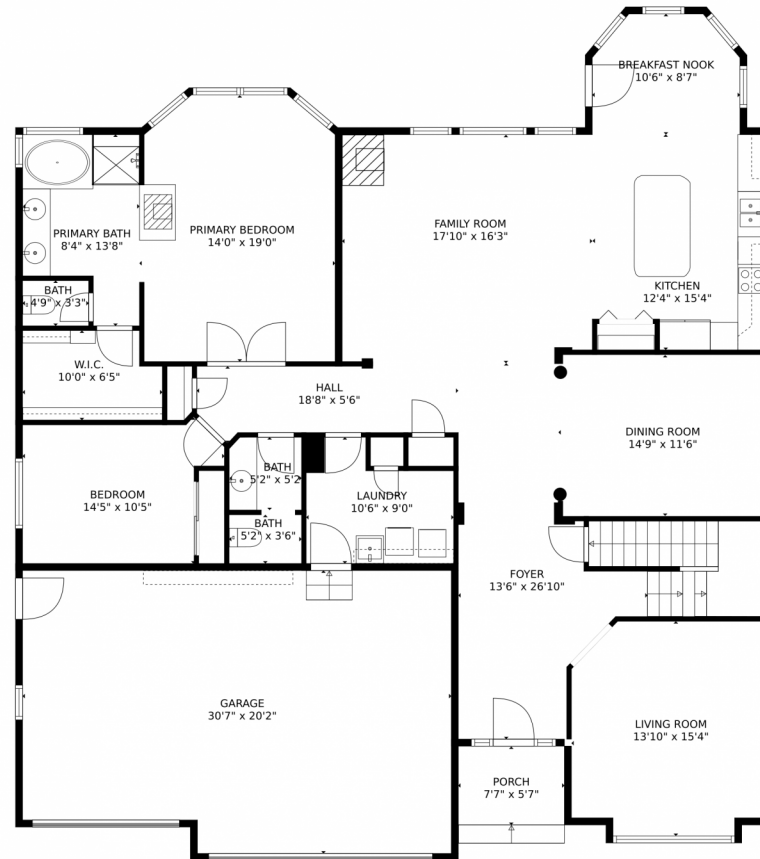 BREAKFAST NOOK
10'6" x 8'7"
PRIMARY BATH
8'4" x 13'8"
PRIMARY BEDROOM
14'0" x 19'0"
FAMILY ROOM
17'10" x 16'3"
KITCHEN
12'4" x 15'4"
BATH
4'9" x 3'3"
W.I.C.
10'0" x 6'5"
HALL
18'8" x 5'6"
DINING ROOM
14'9" x 11'6"
BEDROOM
14'5" x 10'5"
BATH
5'2" x 5'2
LAUNDRY
10'6" x 9'0"
BATH
5'2" x 3'6"
FOYER
13'6" x 26'10"
GARAGE
30'7" x 20'2"
LIVING ROOM
13'10" x 15'4"
PORCH
7'7" x 5'7"